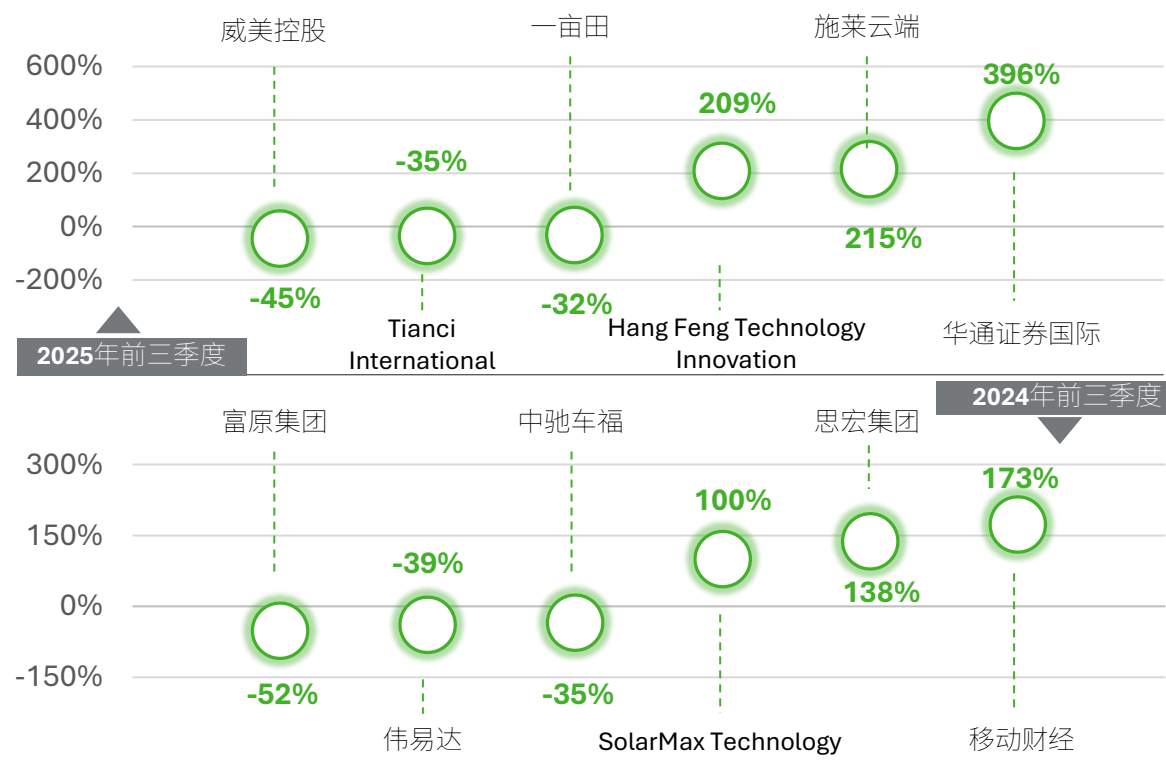 威美控股
一亩田
施莱云端
600%
396%
209%
400%
-35%
200%
0%
215%
-200%
-45%
-32%
Tianci
International
Hang Feng Technology
Innovation
华通证券国际
2025年前三季度
2024年前三季度
富原集团
中驰车福
思宏集团
300%
173%
100%
150%
-39%
138%
0%
-150%
-52%
-35%
伟易达
SolarMax Technology
移动财经